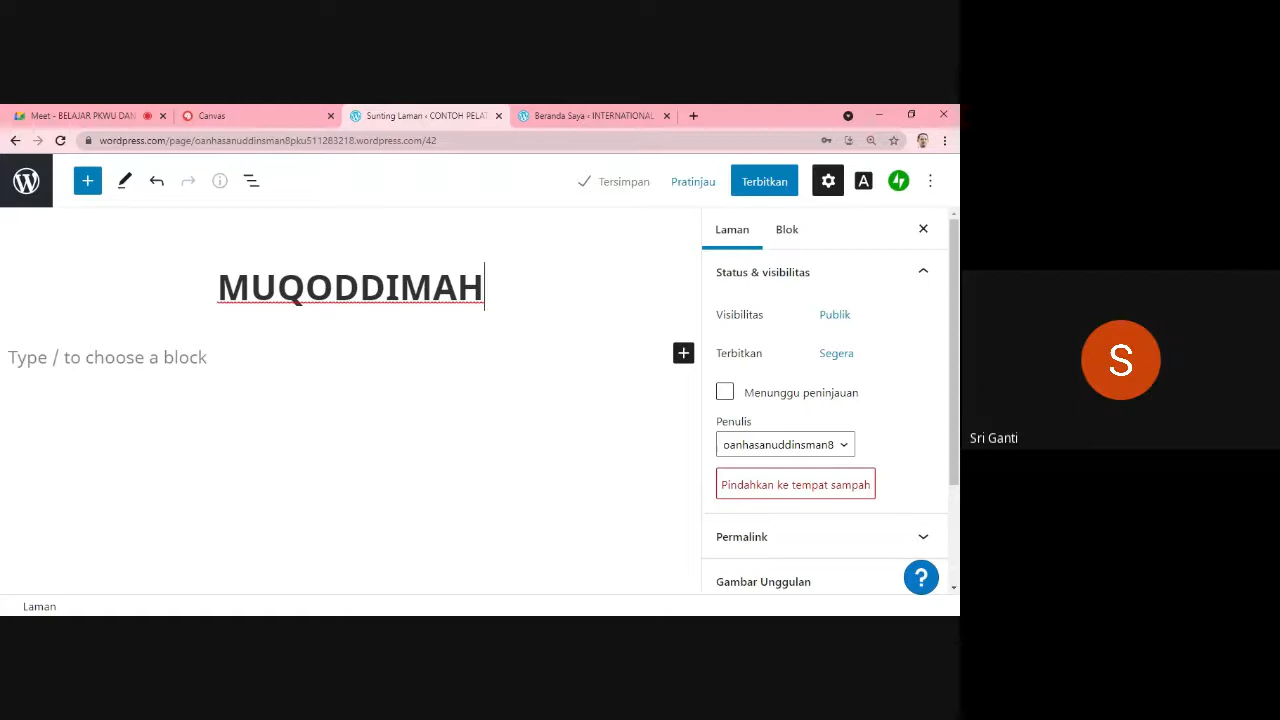 Meet - BELAJAR PKWU DAN
Canvas
Sunting Laman ‹ CONTOH PELAT
Beranda Saya ‹ INTERNATIONAL
wordpress.com/page/oanhasanuddinsman8pku511283218.wordpress.com/42
Tersimpan
Pratinjau
Terbitkan
A
Laman
Blok
MUQODDIMAH
Status & visibilitas
Visibilitas
Publik
Type / to choose a block
Terbitkan
Segera
Menunggu peninjauan
Penulis
oanhasanuddinsman8
Pindahkan ke tempat sampah
Permalink
Gambar Unggulan
?
Laman
S
Sri Ganti